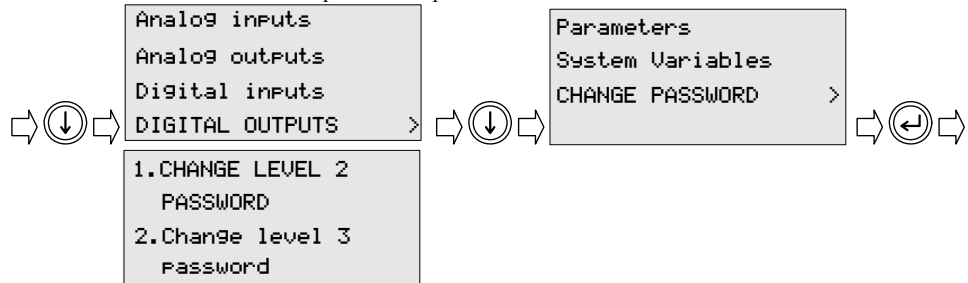 Analog inputs
Analog outputs
Digital inputs
DIGITAL OUTPUTS >
Parameters
System Variables
CHANGE PASSWORD >
1.CHANGE LEVEL 2
PASSWORD
2.Change level 3
password